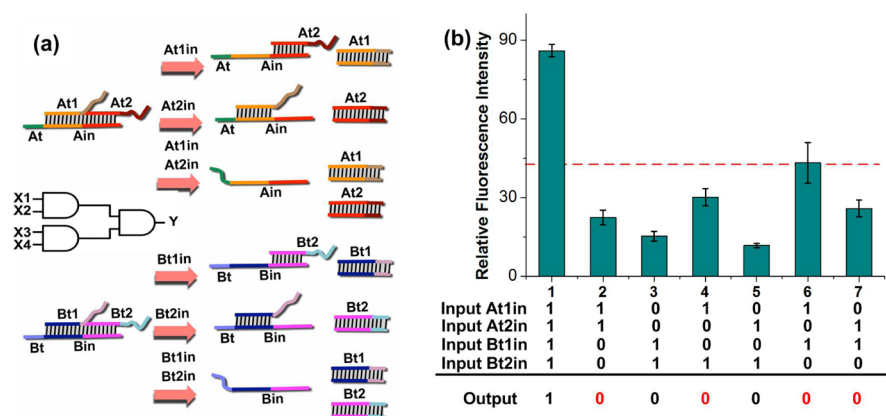 (a)
At1in
At2
At1
At
Ain
At1
At2
At2in
At2
At
Ain
At
Ain
At1in
At2in
At1
Ain
At2
X1
X2
X3
X4
Y
Bt1in
Bt2
Bt1
Bin
Bt1
Bt2
Bt2in
Bt2
Bt
Bin
Bin
Bt1in
Bt2in
Bt1
Bin
Bt2
(b)
Relative Fluorescence Intensity
90
60
30
0
1 2 3 4 5 6 7
Input At1in 1 1 0 1 0 1 0
Input At2in 1 1 0 0 1 0 1
Input Bt1in 1 0 1 0 0 1 1
Input Bt2in 1 0 1 1 1 0 0
Output 1 0 0 0 0 0 0